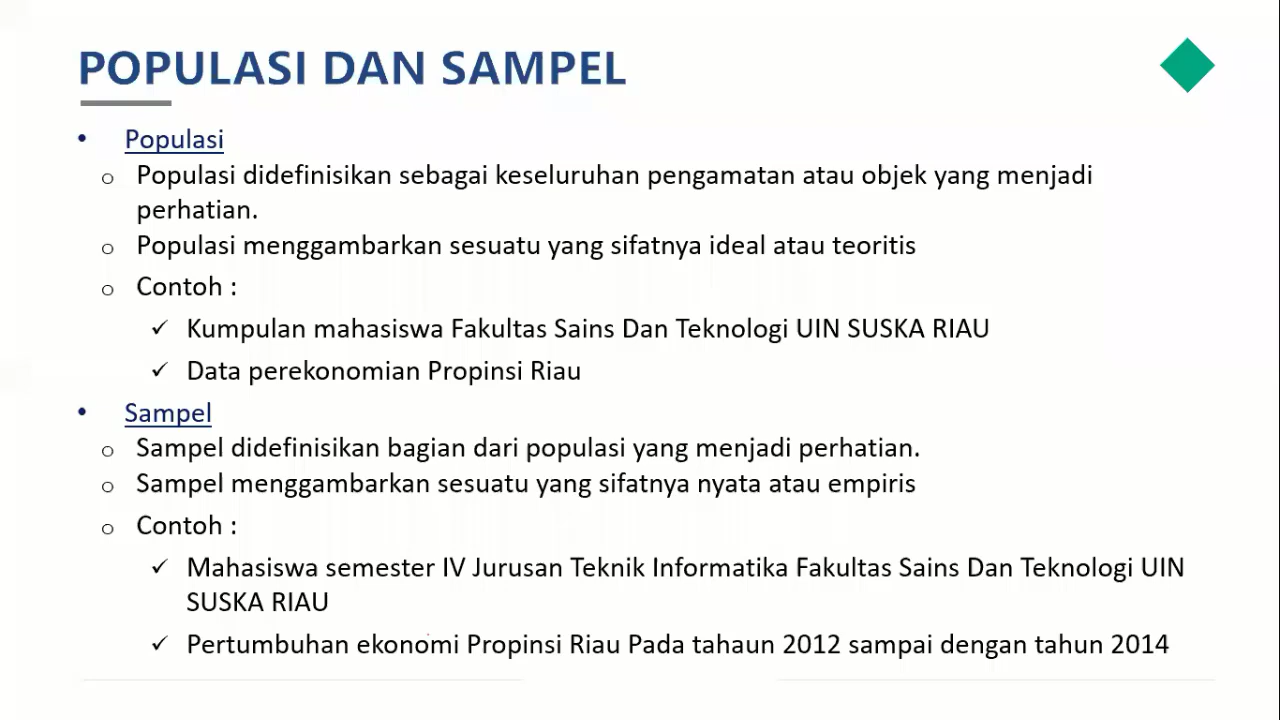 POPULASI DAN SAMPEL
• Populasi
o Populasi didefinisikan sebagai keseluruhan pengamatan atau objek yang menjadi
perhatian.
o Populasi menggambarkan sesuatu yang sifatnya ideal atau teoritis
o Contoh :
✓ Kumpulan mahasiswa Fakultas Sains Dan Teknologi UIN SUSKA RIAU
✓ Data perekonomian Propinsi Riau
• Sampel
o Sampel didefinisikan bagian dari populasi yang menjadi perhatian.
o Sampel menggambarkan sesuatu yang sifatnya nyata atau empiris
o Contoh :
✓ Mahasiswa semester IV Jurusan Teknik Informatika Fakultas Sains Dan Teknologi UIN
SUSKA RIAU
✓ Pertumbuhan ekonomi Propinsi Riau Pada tahaun 2012 sampai dengan tahun 2014